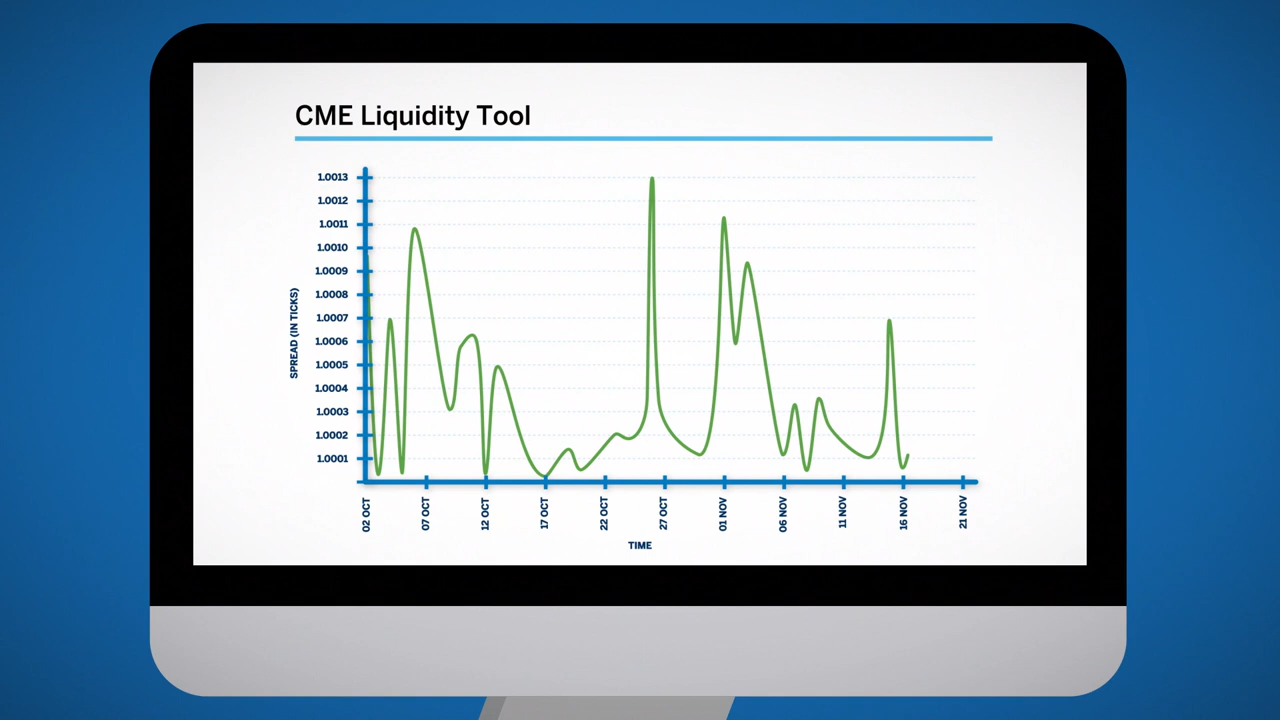 CME Liquidity Tool
1.0013
1.0012
1.0011
1.0010
1.0009
1.0008
1.0007
1.0006
1.0005
1.0004
1.0003
1.0002
1.0001
SPREAD (IN TICKS)
02 OCT
07 OCT
12 OCT
17 OCT
22 OCT
27 OCT
01 NOV
06 NOV
11 NOV
16 NOV
21 NOV
TIME